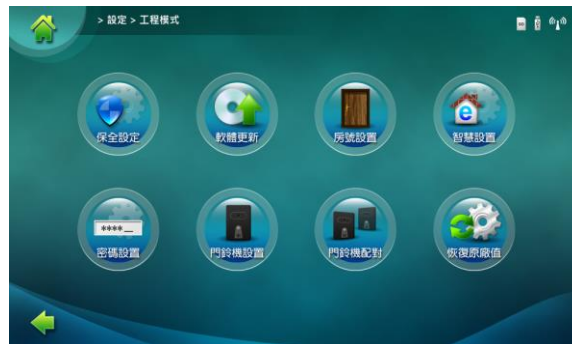 > 設定 > 工程模式
保全設定
軟體更新
房號設置
智慧設置
****_
密碼設置
門鈴機設置
門鈴機配對
恢復原廠值